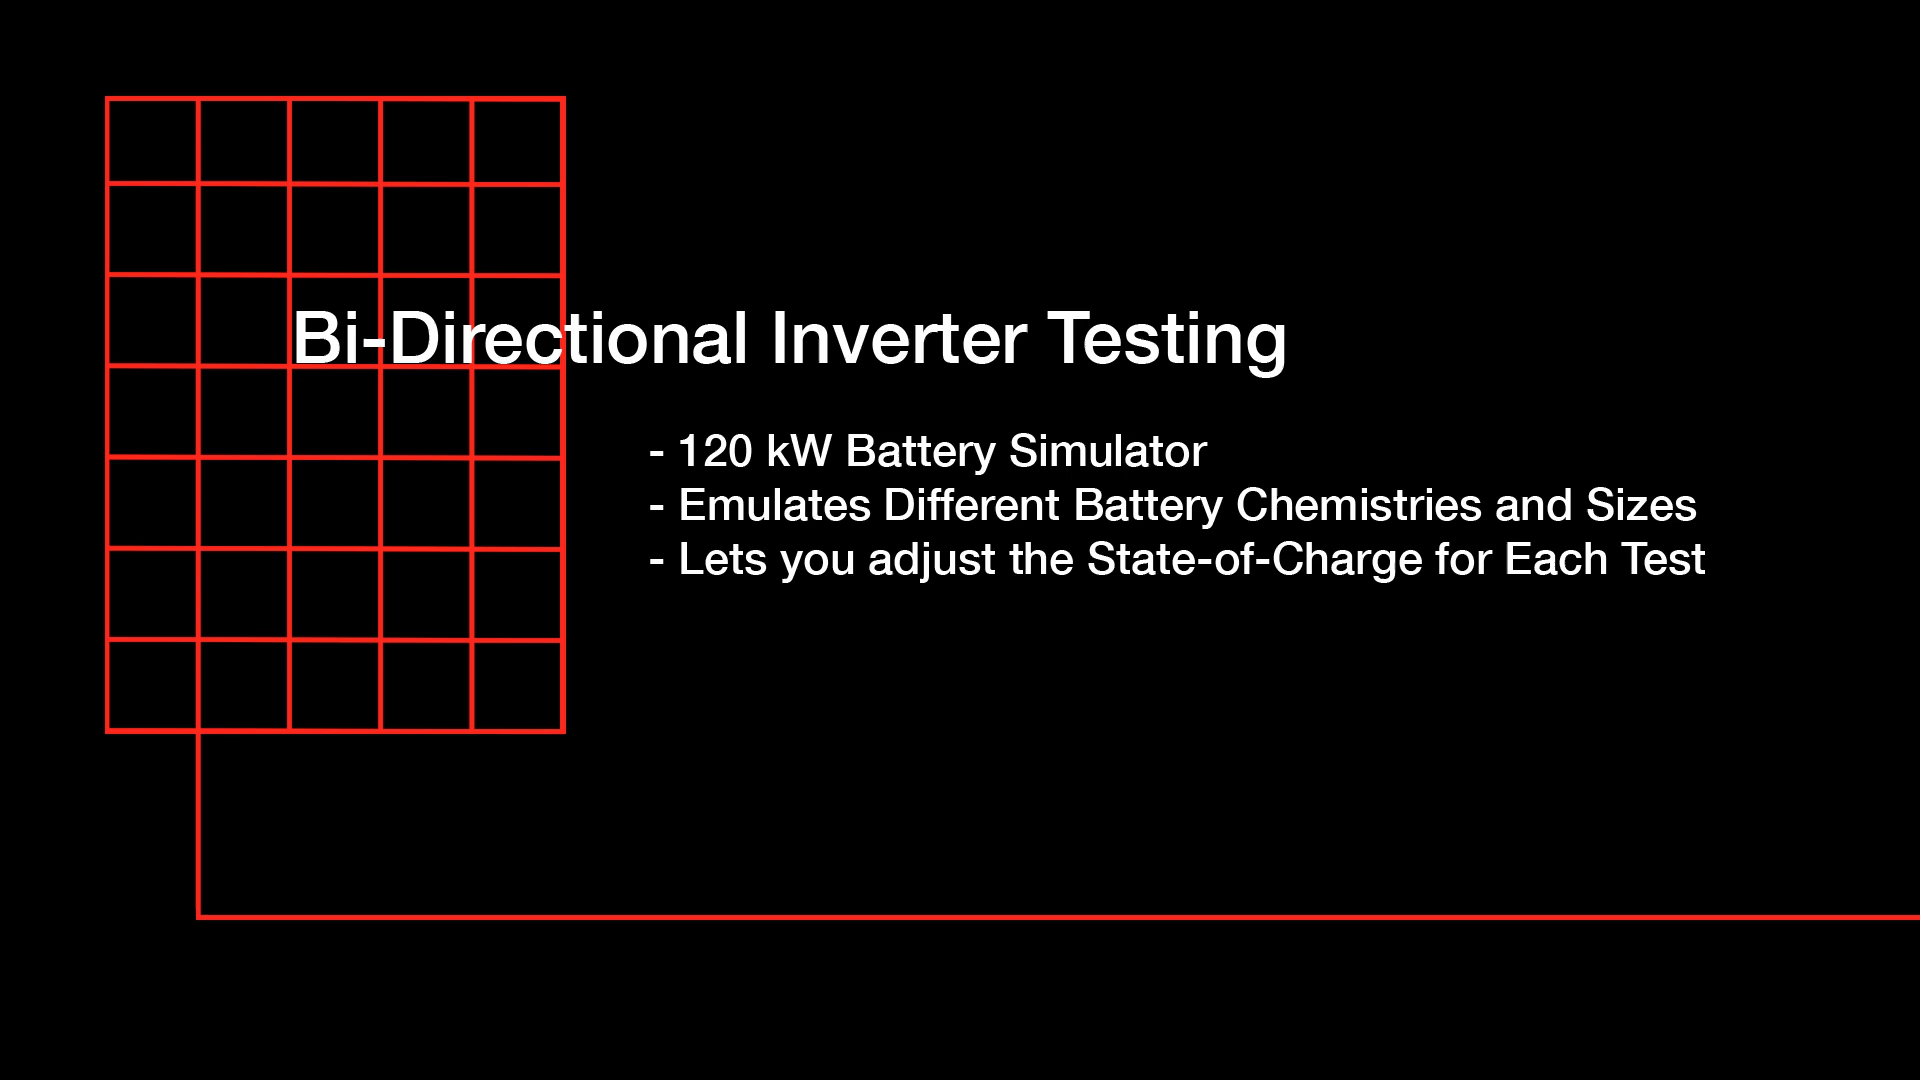 Bi-Directional Inverter Testing
- 120 kW Battery Simulator
- Emulates Different Battery Chemistries and Sizes
- Lets you adjust the State-of-Charge for Each Test